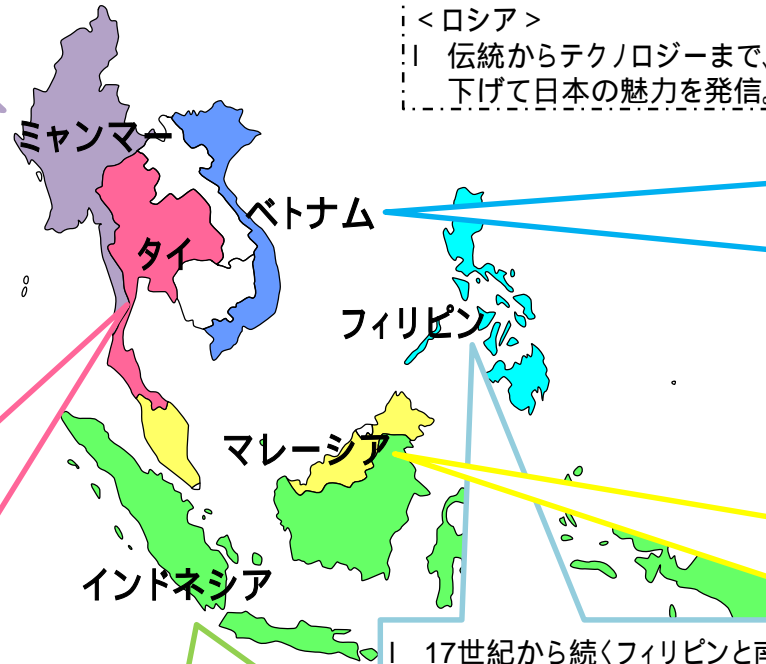 <ロシア>
l 伝統からテクノロジーまで、
下げて日本の魅力を発信。
ミャンマー
ベトナム
タイ
フィリピン
マレーシア
インドネシア
l 17世紀から続くフィリピンと